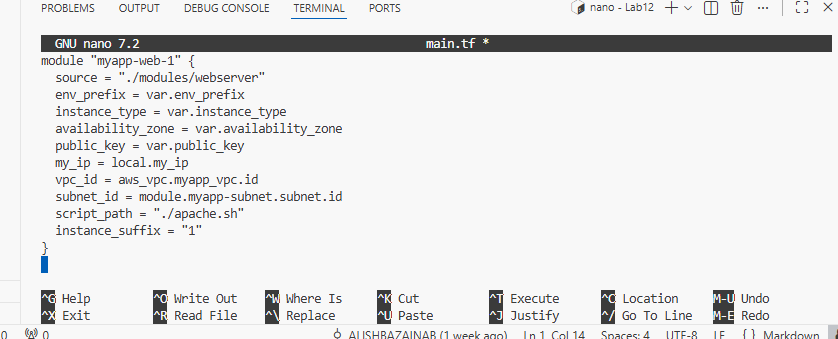 PROBLEMS OUTPUT DEBUG CONSOLE TERMINAL PORTS nano - Lab12
GNU nano 7.2 main.tf *
module "myapp-web-1" {
  source = "./modules/webserver"
  env_prefix = var.env_prefix
  instance_type = var.instance_type
  availability_zone = var.availability_zone
  public_key = var.public_key
  my_ip = local.my_ip
  vpc_id = aws_vpc.myapp_vpc.id
  subnet_id = module.myapp-subnet.subnet.id
  script_path = "./apache.sh"
  instance_suffix = "1"
}
^G Help ^O Write Out ^W Where Is ^K Cut ^T Execute ^C Location M-U Undo
^X Exit ^R Read File ^\ Replace ^U Paste ^J Justify ^/ Go To Line M-E Redo
0 0 ALISHBAZAINAB (1 week ago) Ln 1, Col 14 Spaces: 4 UTF-8 LF { } Markdown